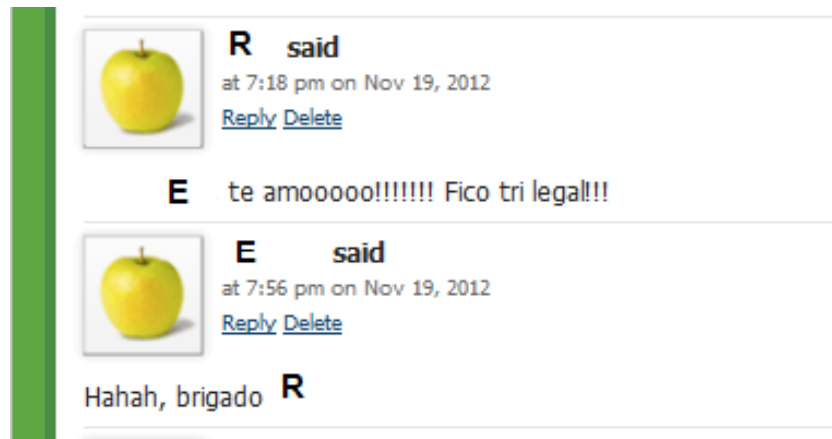 R said
at 7:18 pm on Nov 19, 2012
Reply Delete
E te amooooo!!!!!!! Fico tri legal!!!
E said
at 7:56 pm on Nov 19, 2012
Reply Delete
Hahah, brigado R